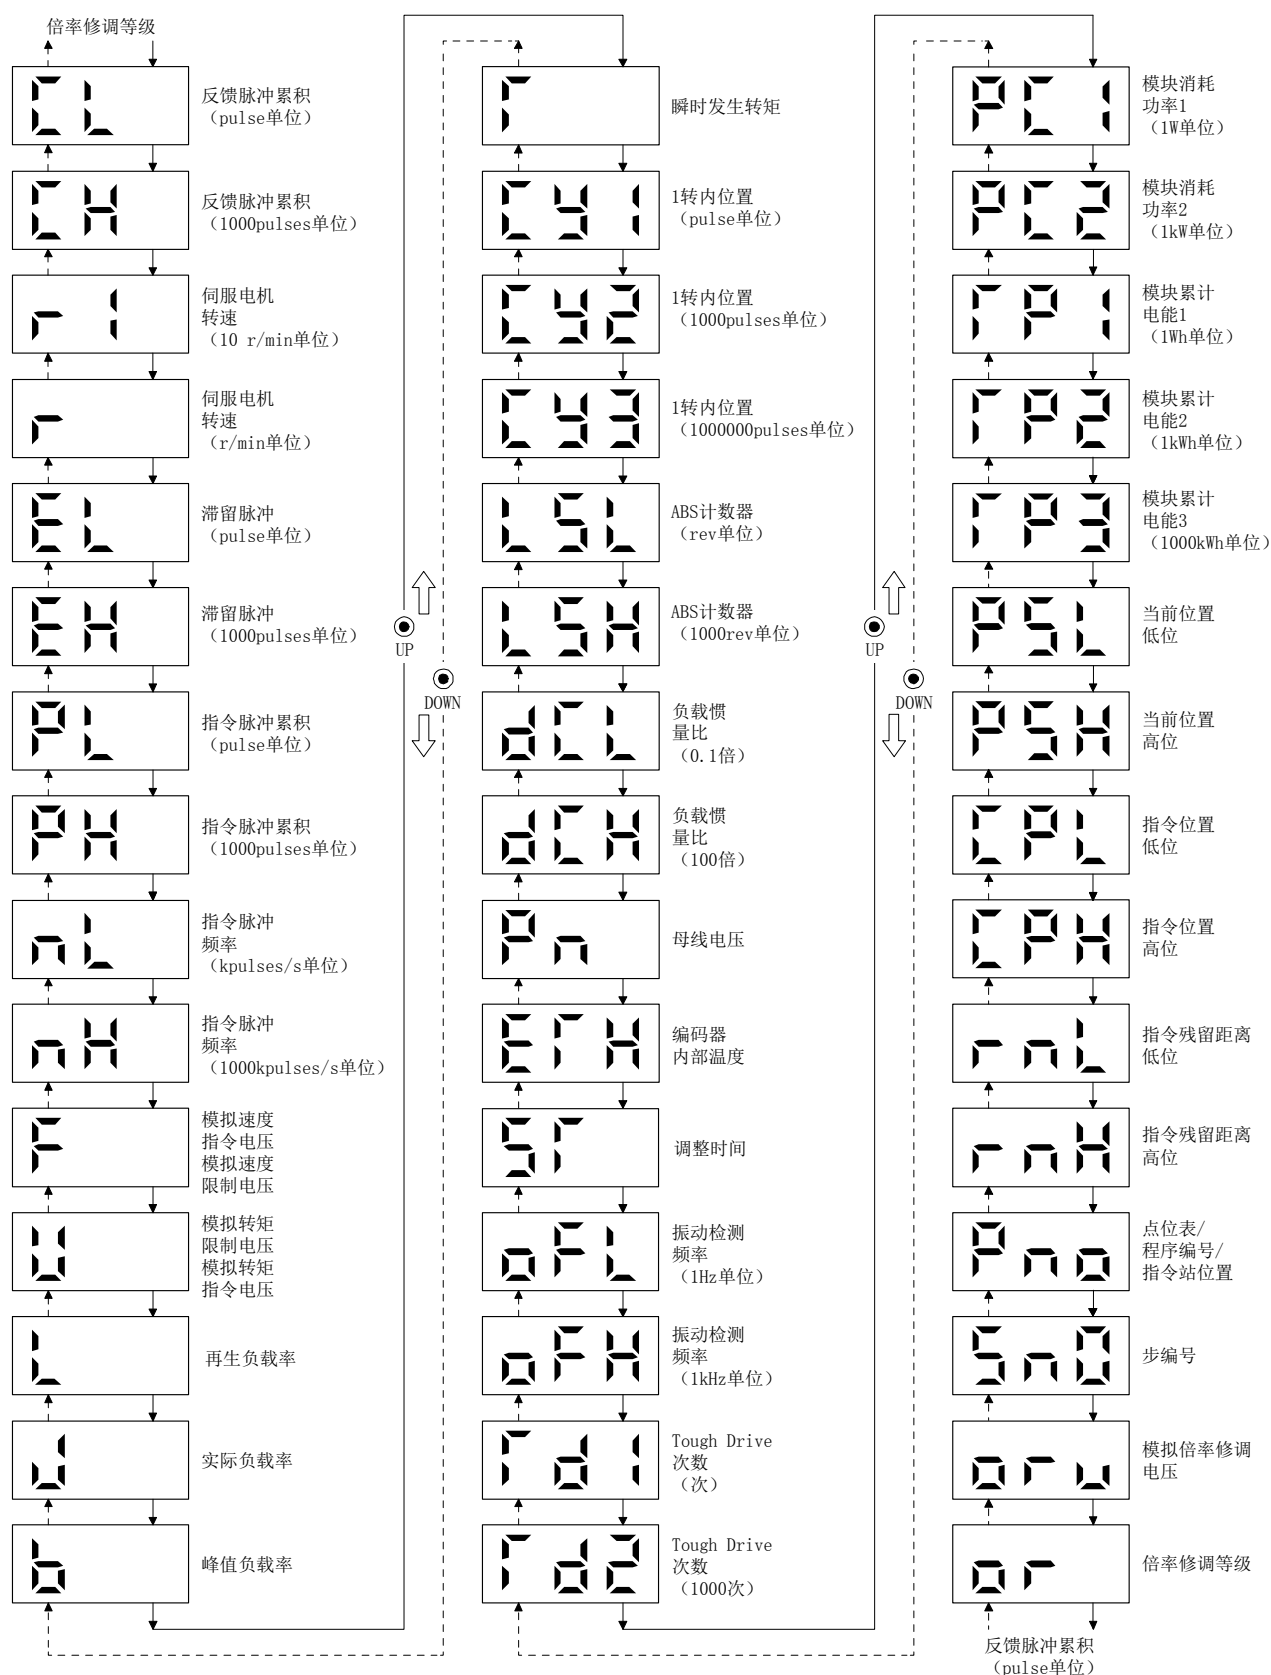 倍率修调等级
CL
反馈脉冲累积
(pulse单位)
CH
反馈脉冲累积
(1000pulses单位)
r1
伺服电机
转速
(10 r/min单位)
r
伺服电机
转速
(r/min单位)
EL
滞留脉冲
(pulse单位)
EH
滞留脉冲
(1000pulses单位)
PL
指令脉冲累积
(pulse单位)
PH
指令脉冲累积
(1000pulses单位)
nL
指令脉冲
频率
(kpulses/s单位)
nH
指令脉冲
频率
(1000kpulses/s单位)
F
模拟速度
指令电压
模拟速度
限制电压
U
模拟转矩
限制电压
模拟转矩
指令电压
L
再生负载率
J
实际负载率
b
峰值负载率
UP
DOWN
T
瞬时发生转矩
Cy1
1转内位置
(pulse单位)
Cy2
1转内位置
(1000pulses单位)
Cy3
1转内位置
(1000000pulses单位)
LSL
ABS计数器
(rev单位)
LSH
ABS计数器
(1000rev单位)
dCL
负载惯
量比
(0.1倍)
dCH
负载惯
量比
(100倍)
Pn
母线电压
ETH
编码器
内部温度
ST
调整时间
oFL
振动检测
频率
(1Hz单位)
oFH
振动检测
频率
(1kHz单位)
Td1
Tough Drive
次数
(次)
Td2
Tough Drive
次数
(1000次)
UP
DOWN
PC1
模块消耗
功率1
(1W单位)
PC2
模块消耗
功率2
(1kW单位)
TP1
模块累计
电能1
(1Wh单位)
TP2
模块累计
电能2
(1kWh单位)
TP3
模块累计
电能3
(1000kWh单位)
PSL
当前位置
低位
PSH
当前位置
高位
CPL
指令位置
低位
CPH
指令位置
高位
rnL
指令残留距离
低位
rnH
指令残留距离
高位
Pno
点位表/
程序编号/
指令站位置
Sn0
步编号
oru
模拟倍率修调
电压
or
倍率修调等级
反馈脉冲累积
(pulse单位)